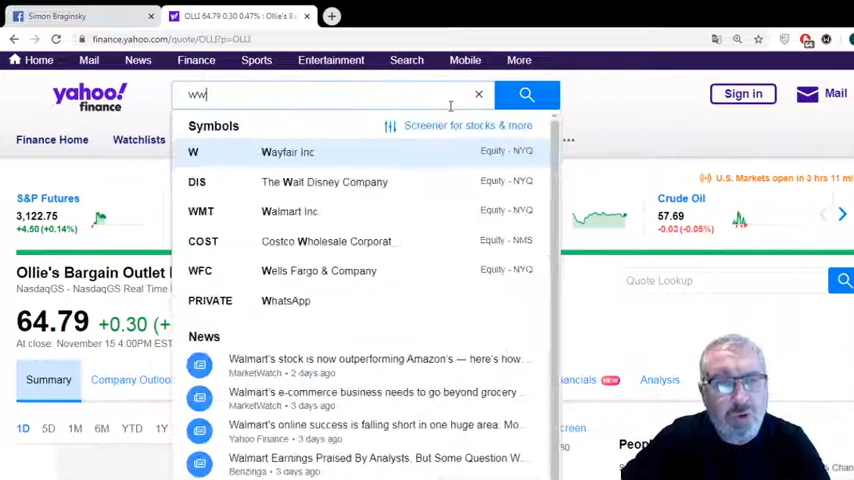 Simon Braginsky
OLLI 64.79 0.30 0.47% : Ollie's Ba
finance.yahoo.com/quote/OLLI?p=OLLI
Home Mail News Finance Sports Entertainment Search Mobile More
yahoo!
finance
ww
Sign in
Mail
Finance Home Watchlists
Symbols Screener for stocks & more
W Wayfair Inc Equity - NYQ
DIS The Walt Disney Company Equity - NYQ
WMT Walmart Inc. Equity - NYQ
COST Costco Wholesale Corporat... Equity - NMS
WFC Wells Fargo & Company Equity - NYQ
PRIVATE WhatsApp
News
Walmart's stock is now outperforming Amazon's — here's how...
MarketWatch • 2 days ago
Walmart's e-commerce business needs to go beyond grocery ...
MarketWatch • 3 days ago
Walmart's online success is falling short in one huge area: Mo...
Yahoo Finance • 3 days ago
Walmart Earnings Praised By Analysts, But Some Question W...
Benzinga • 3 days ago
U.S. Markets open in 3 hrs 11 mi
S&P Futures
3,122.75
+4.50 (+0.14%)
Crude Oil
57.69
-0.03 (-0.05%)
Ollie's Bargain Outlet
NasdaqGS - NasdaqGS Real Time
64.79 +0.30 (+
At close: November 15 4:00PM EST
Quote Lookup
Summary Company Outloo
ancials NEW Analysis
1D 5D 1M 6M YTD 1Y
creen
Peop
Chan